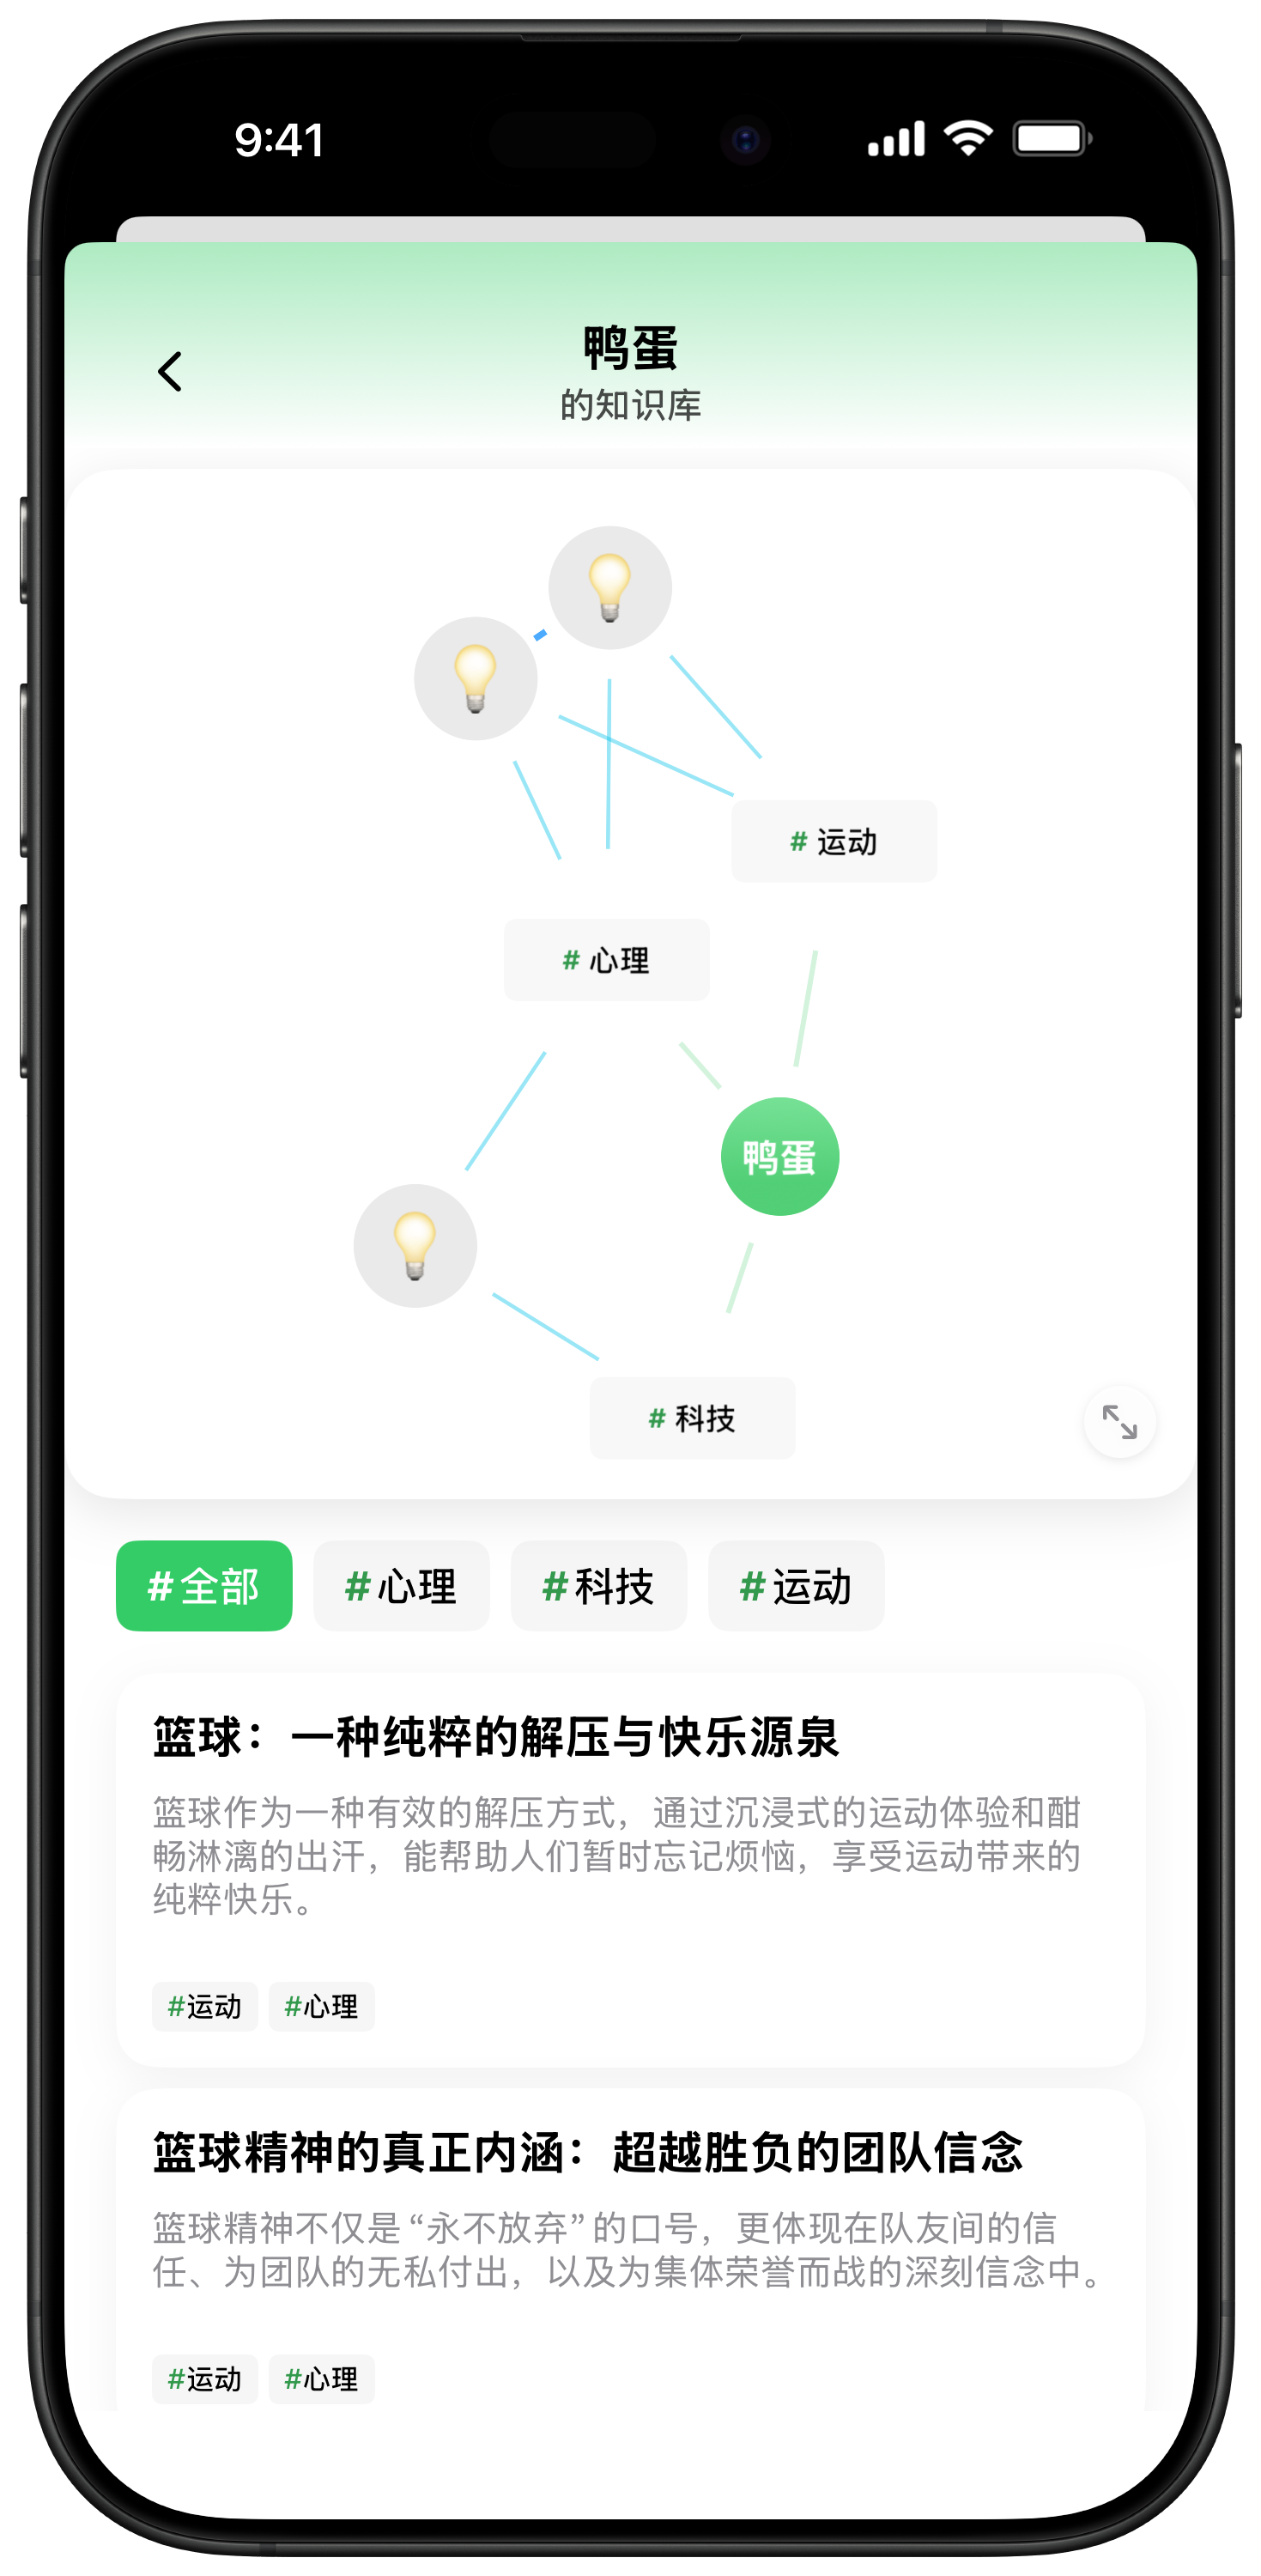 9:41
鸭蛋
的知识库
# 运动
# 心理
鸭蛋
# 科技
#全部 #心理 #科技 #运动
篮球：一种纯粹的解压与快乐源泉
篮球作为一种有效的解压方式，通过沉浸式的运动体验和酣
畅淋漓的出汗，能帮助人们暂时忘记烦恼，享受运动带来的
纯粹快乐。
#运动 #心理
篮球精神的真正内涵：超越胜负的团队信念
篮球精神不仅是“永不放弃”的口号，更体现在队友间的信
任、为团队的无私付出，以及为集体荣誉而战的深刻信念中。
#运动 #心理